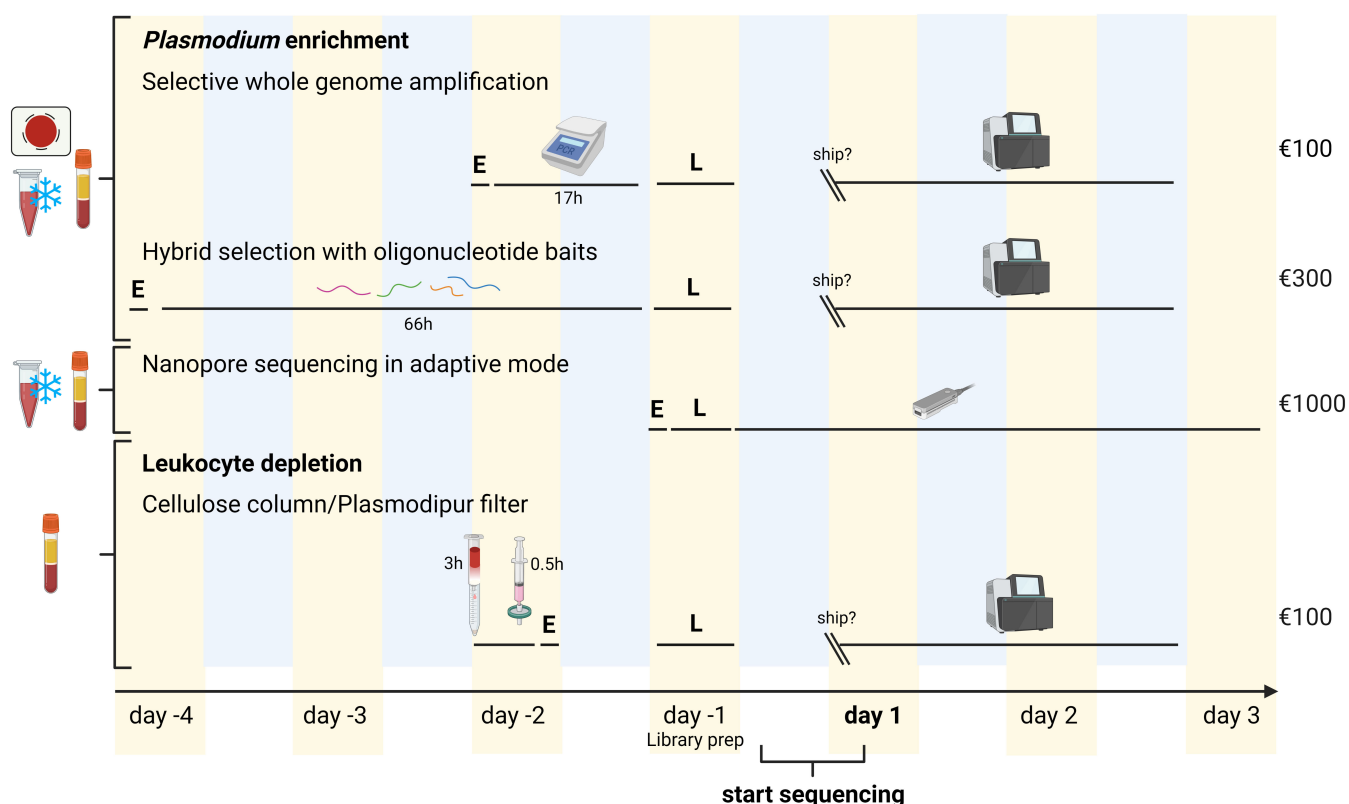 Plasmodium enrichment
Selective whole genome amplification
PCR
E
17h
L
ship?
€100
Hybrid selection with oligonucleotide baits
E
66h
L
ship?
€300
Nanopore sequencing in adaptive mode
E
L
€1000
Leukocyte depletion
Cellulose column/Plasmodipur filter
3h
0.5h
E
L
ship?
€100
day -4
day -3
day -2
day -1
day 1
day 2
day 3
Library prep
start sequencing